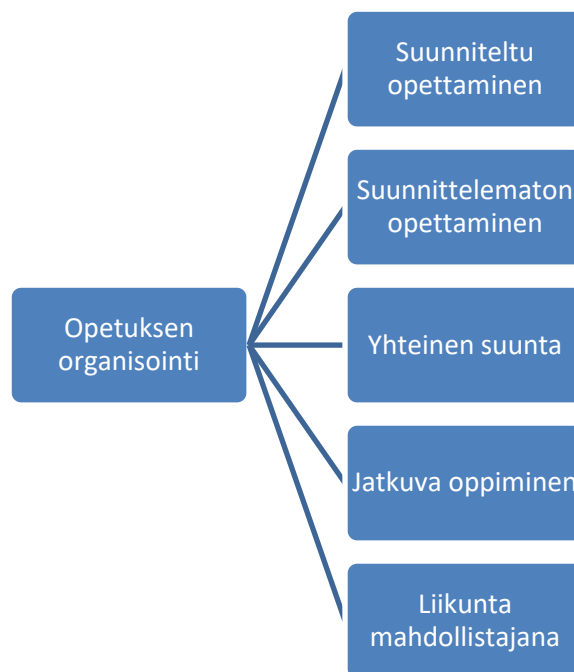 Suunniteltu
opettaminen
Suunnittelematon
opettaminen
Opetuksen
organisointi
Yhteinen suunta
Jatkuva oppiminen
Liikunta
mahdollistajana